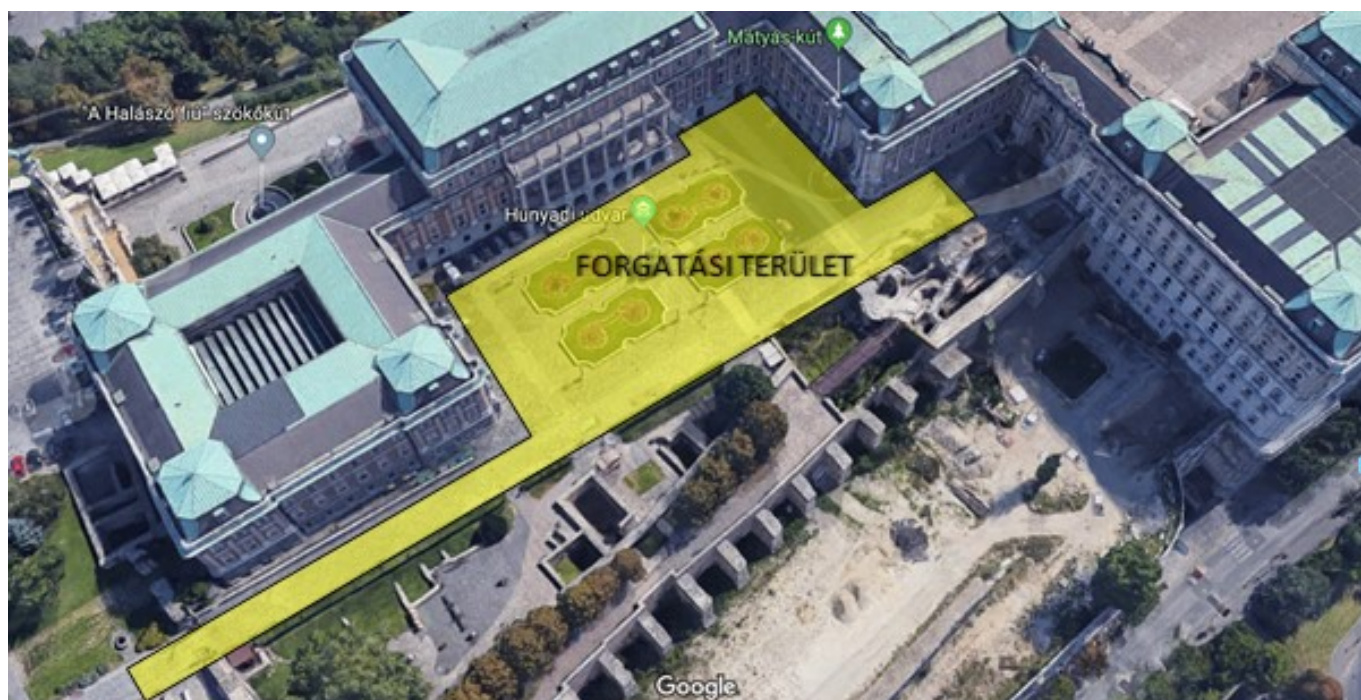 Mátyás-kút
"A Halászó fiú" szökőkút
Hunyadi udvar
FORGATÁSI TERÜLET
Google